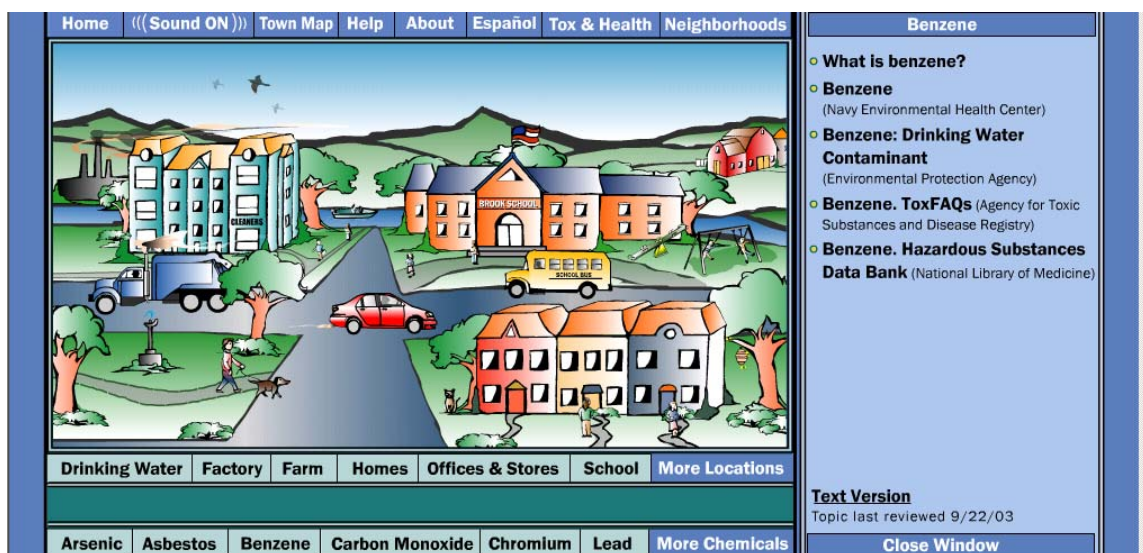 Home (((Sound ON))) Town Map Help About Español Tox & Health Neighborhoods
CLEANERS
BROOK SCHOOL
SCHOOL BUS
Drinking Water Factory Farm Homes Offices & Stores School More Locations
Arsenic Asbestos Benzene Carbon Monoxide Chromium Lead More Chemicals
Benzene
What is benzene?
Benzene
(Navy Environmental Health Center)
Benzene: Drinking Water
Contaminant
(Environmental Protection Agency)
Benzene. ToxFAQs (Agency for Toxic
Substances and Disease Registry)
Benzene. Hazardous Substances
Data Bank (National Library of Medicine)
Text Version
Topic last reviewed 9/22/03
Close Window